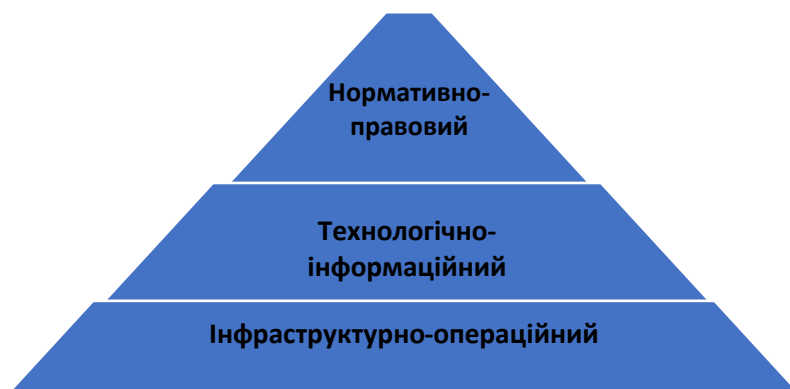 Нормативно-
правовий
Технологічно-
інформаційний
Інфраструктурно-операційний